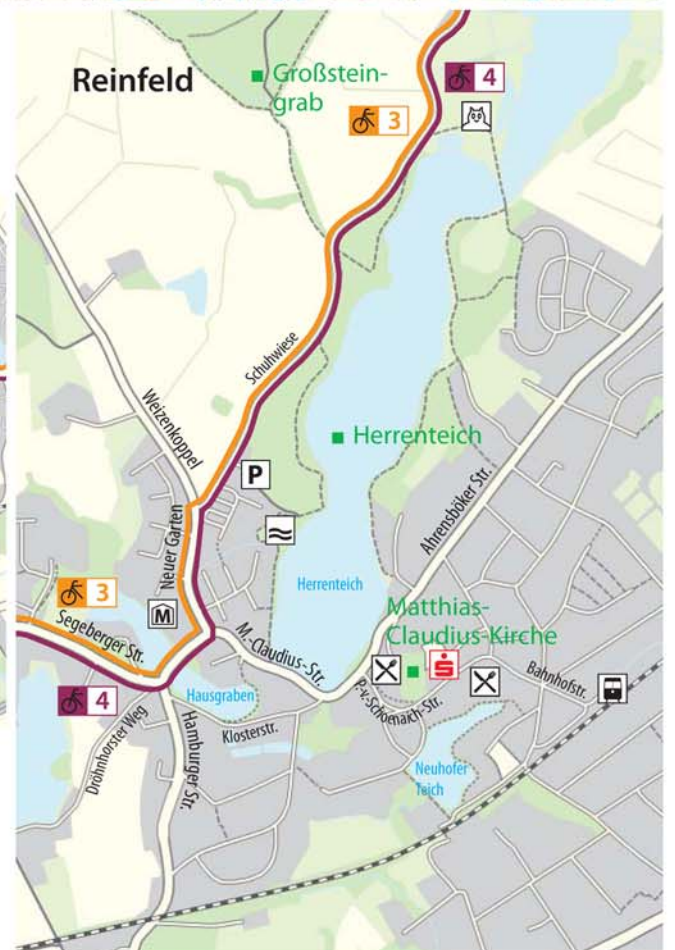 Reinfeld
Großstein-
grab
4
3
Schuhwiese
Weizenkoppel
Herrenteich
P
Ahrensböker Str.
Neuer Garten
Herrenteich
3
M
Matthias-
Claudius-Kirche
Segeberger Str.
M.-Claudius-Str.
Bahnhofstr.
4
Hausgraben
P.-v.-Schoenaich-Str.
Dröhnhorster Weg
Hamburger Str.
Klosterstr.
Neuhofer
Teich